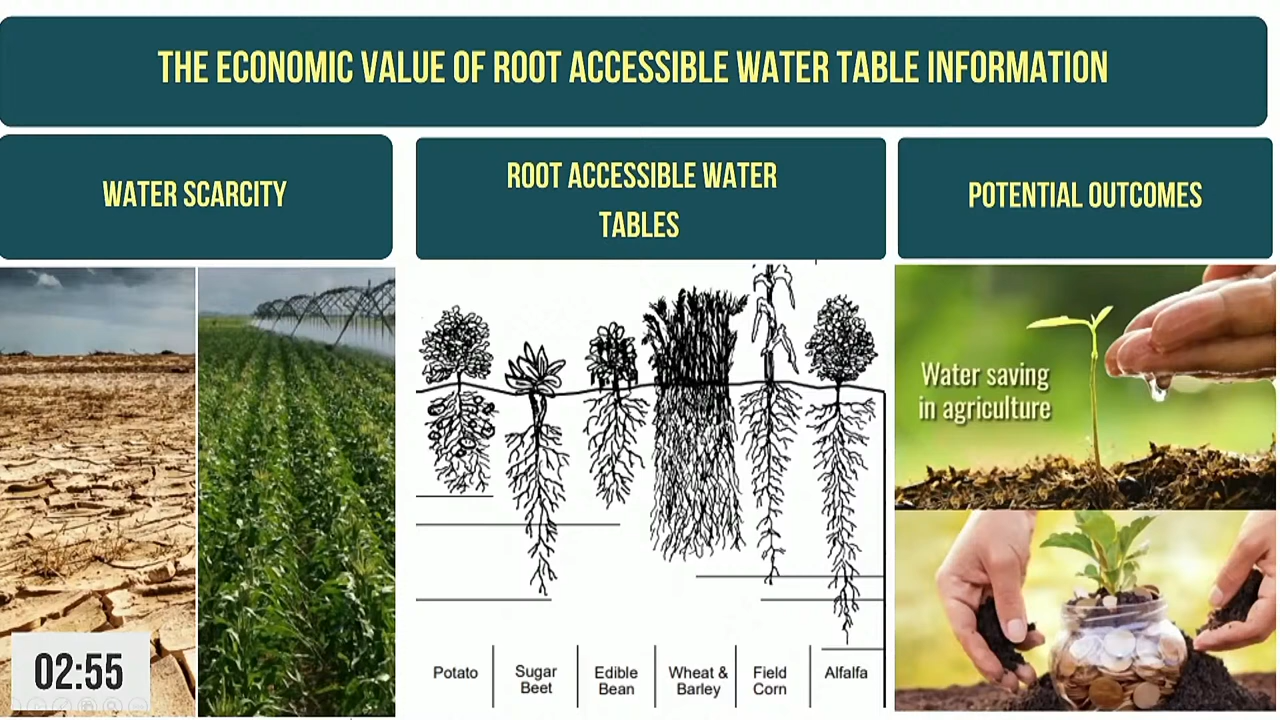 THE ECONOMIC VALUE OF ROOT ACCESSIBLE WATER TABLE INFORMATION
WATER SCARCITY
ROOT ACCESSIBLE WATER
TABLES
POTENTIAL OUTCOMES
Water saving
in agriculture
02:55
Potato
Sugar
Beet
Edible
Bean
Wheat &
Barley
Field
Corn
Alfalfa